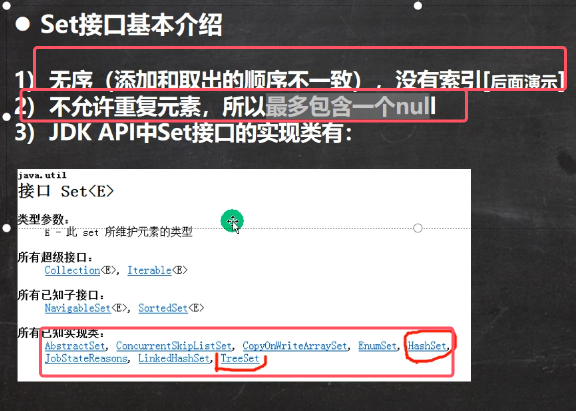 ● Set接口基本介绍
1) 无序（添加和取出的顺序不一致），没有索引[后面演示]
2) 不允许重复元素，所以最多包含一个null
3) JDK API中Set接口的实现类有：
java.util
接口 Set<E>
类型参数：
E - 此 set 所维护元素的类型
所有超级接口：
Collection<E>, Iterable<E>
所有已知子接口：
NavigableSet<E>, SortedSet<E>
所有已知实现类：
AbstractSet, ConcurrentSkipListSet, CopyOnWriteArraySet, EnumSet, HashSet,
JobStateReasons, LinkedHashSet, TreeSet